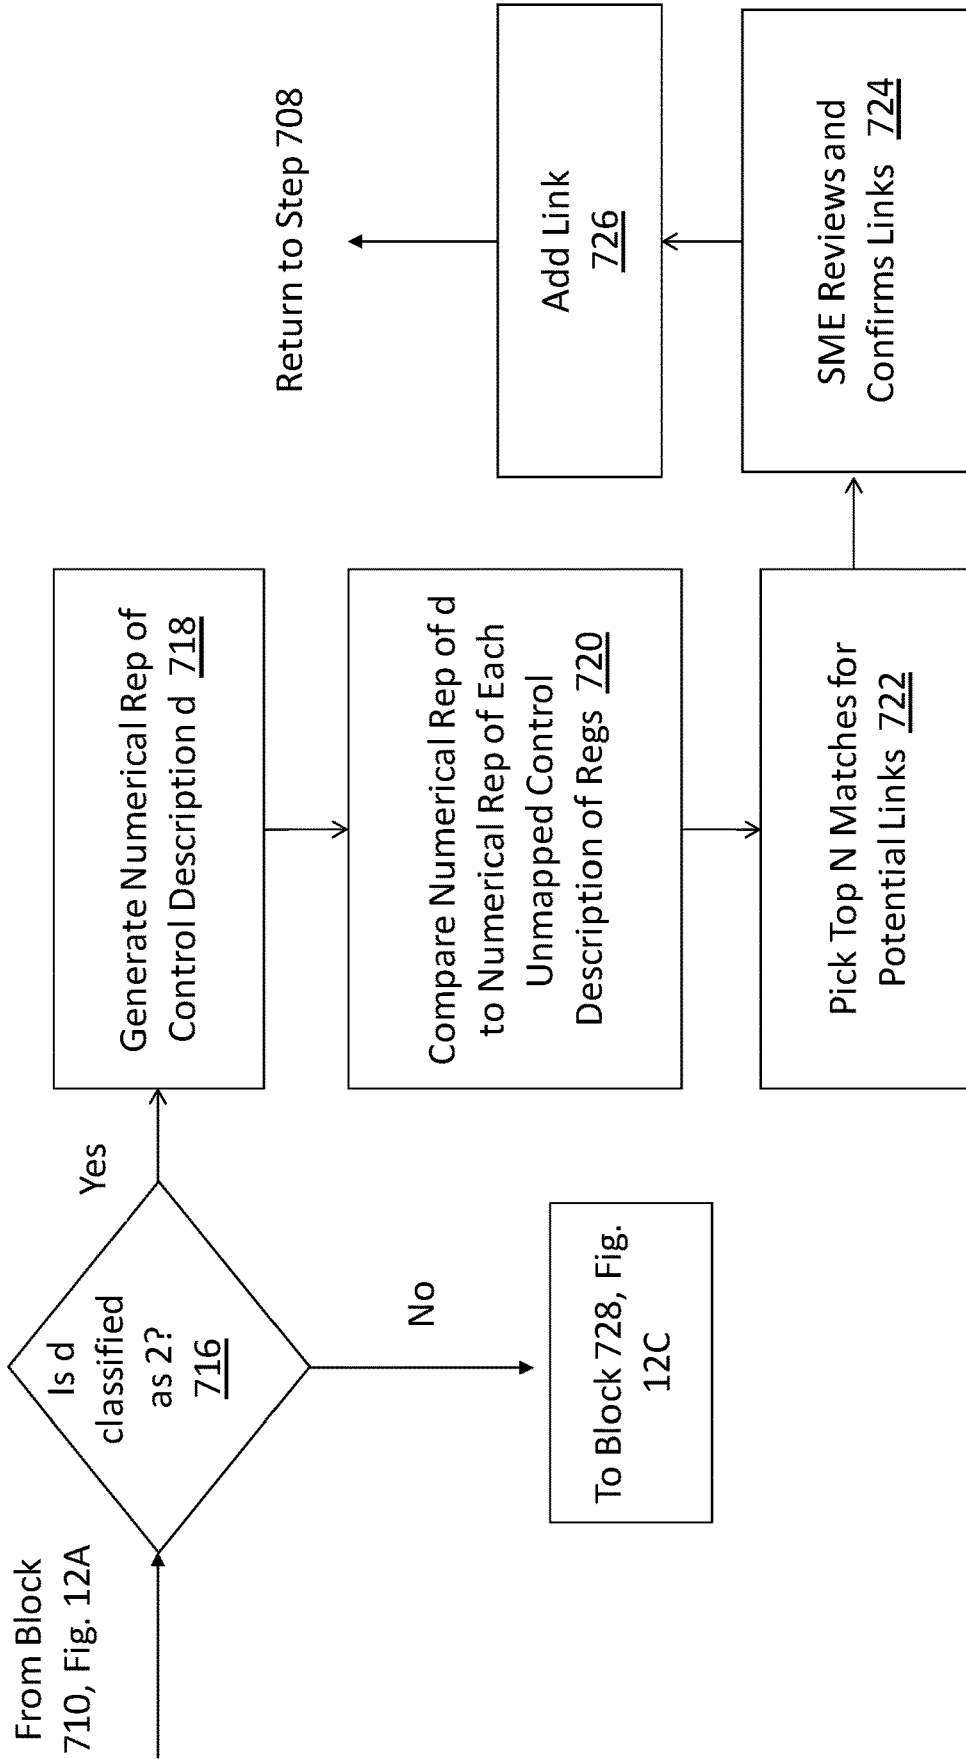 From Block
710, Fig. 12A
Is d
classified
as 2?
716
Yes
No
To Block 728, Fig.
12C
Generate Numerical Rep of
Control Description d 718
Compare Numerical Rep of d
to Numerical Rep of Each
Unmapped Control
Description of Regs 720
Pick Top N Matches for
Potential Links 722
SME Reviews and
Confirms Links 724
Add Link
726
Return to Step 708